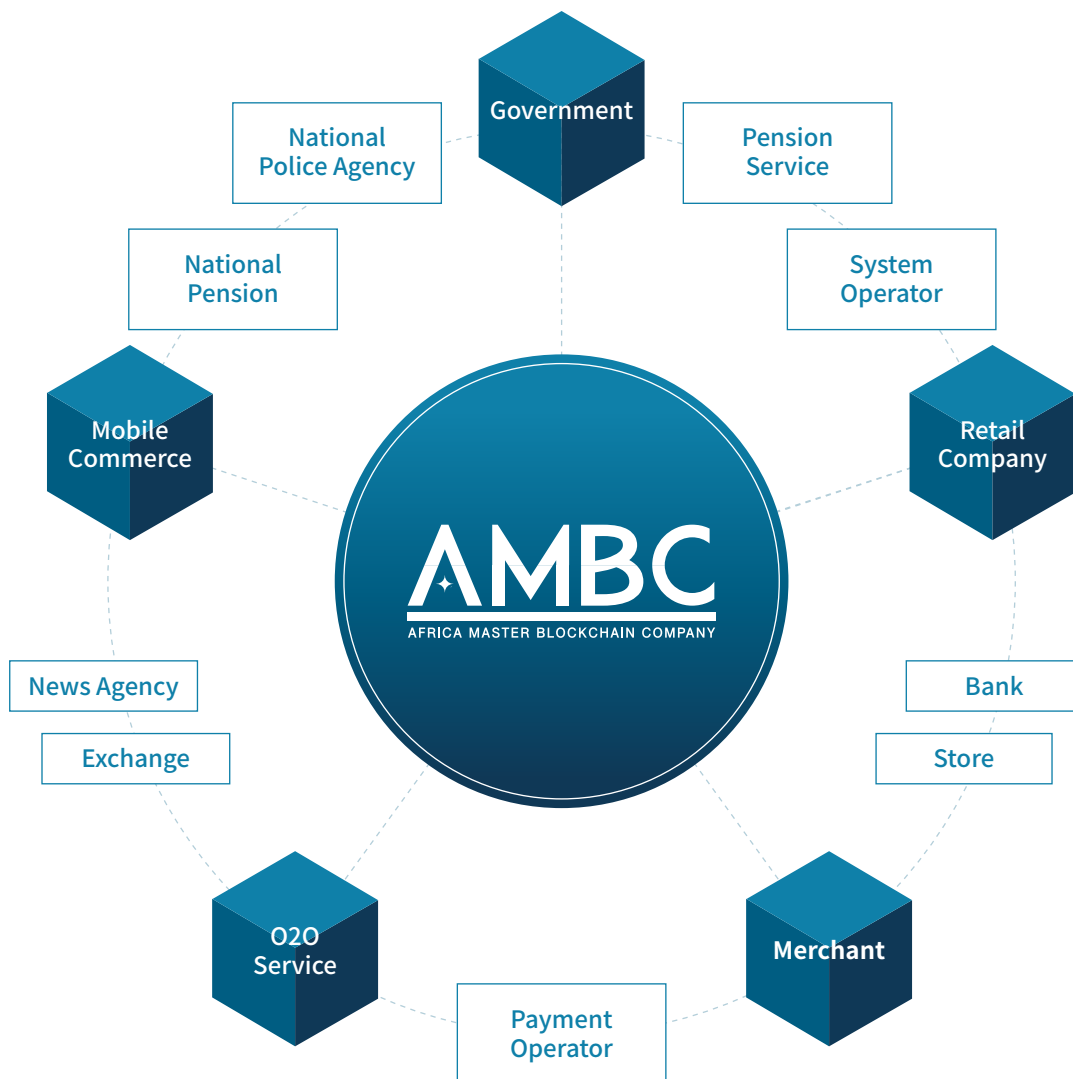 Government
National
Police Agency
Pension
Service
National
Pension
System
Operator
Mobile
Commerce
Retail
Company
AMBC
AFRICA MASTER BLOCKCHAIN COMPANY
News Agency
Bank
Exchange
Store
O2O
Service
Merchant
Payment
Operator